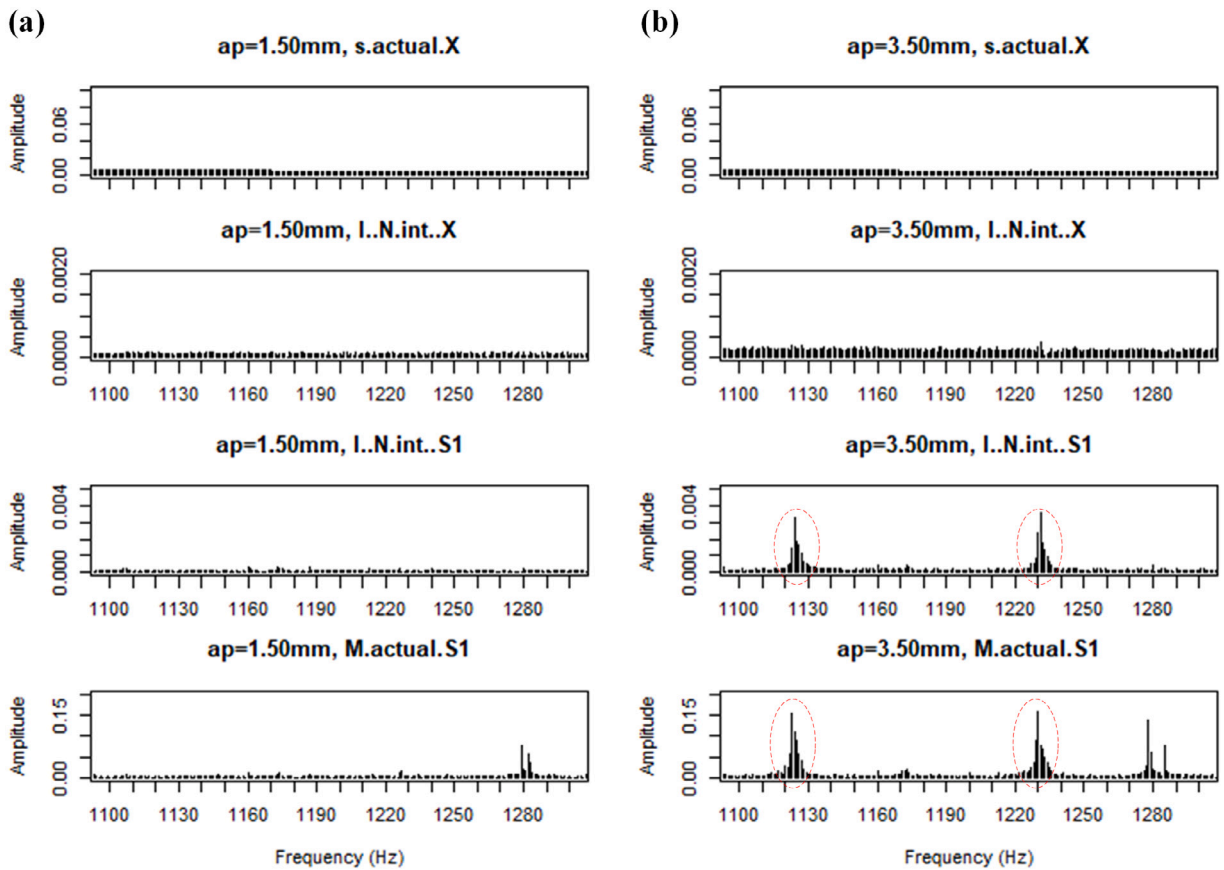 (a)
ap=1.50mm, s.actual.X
Amplitude
0.00 0.06
ap=1.50mm, I..N.int..X
Amplitude
0.0000 0.0020
1100 1130 1160 1190 1220 1250 1280
ap=1.50mm, I..N.int..S1
Amplitude
0.000 0.004
1100 1130 1160 1190 1220 1250 1280
ap=1.50mm, M.actual.S1
Amplitude
0.00 0.15
1100 1130 1160 1190 1220 1250 1280
Frequency (Hz)
(b)
ap=3.50mm, s.actual.X
Amplitude
0.00 0.06
ap=3.50mm, I..N.int..X
Amplitude
0.0000 0.0020
1100 1130 1160 1190 1220 1250 1280
ap=3.50mm, I..N.int..S1
Amplitude
0.000 0.004
1100 1130 1160 1190 1220 1250 1280
ap=3.50mm, M.actual.S1
Amplitude
0.00 0.15
1100 1130 1160 1190 1220 1250 1280
Frequency (Hz)